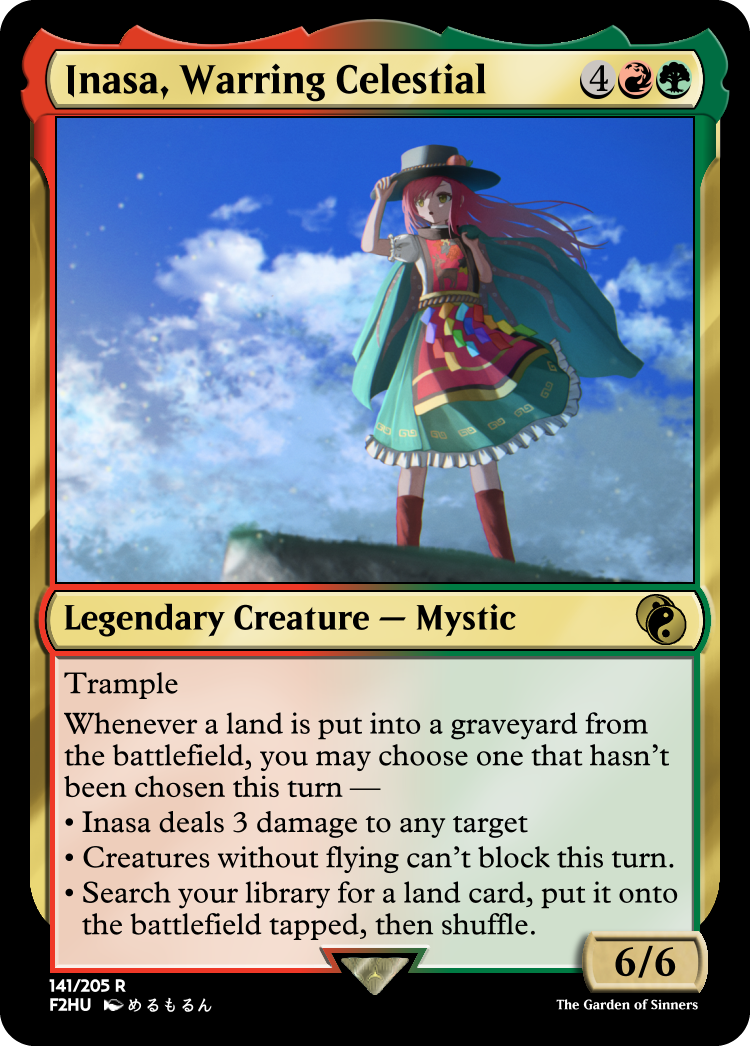 Inasa, Warring Celestial 4
Legendary Creature — Mystic
Trample
Whenever a land is put into a graveyard from
the battlefield, you may choose one that hasn't
been chosen this turn —
• Inasa deals 3 damage to any target
• Creatures without flying can't block this turn.
• Search your library for a land card, put it onto
the battlefield tapped, then shuffle.
6/6
141/205 R
F2HU めるもるん
The Garden of Sinners